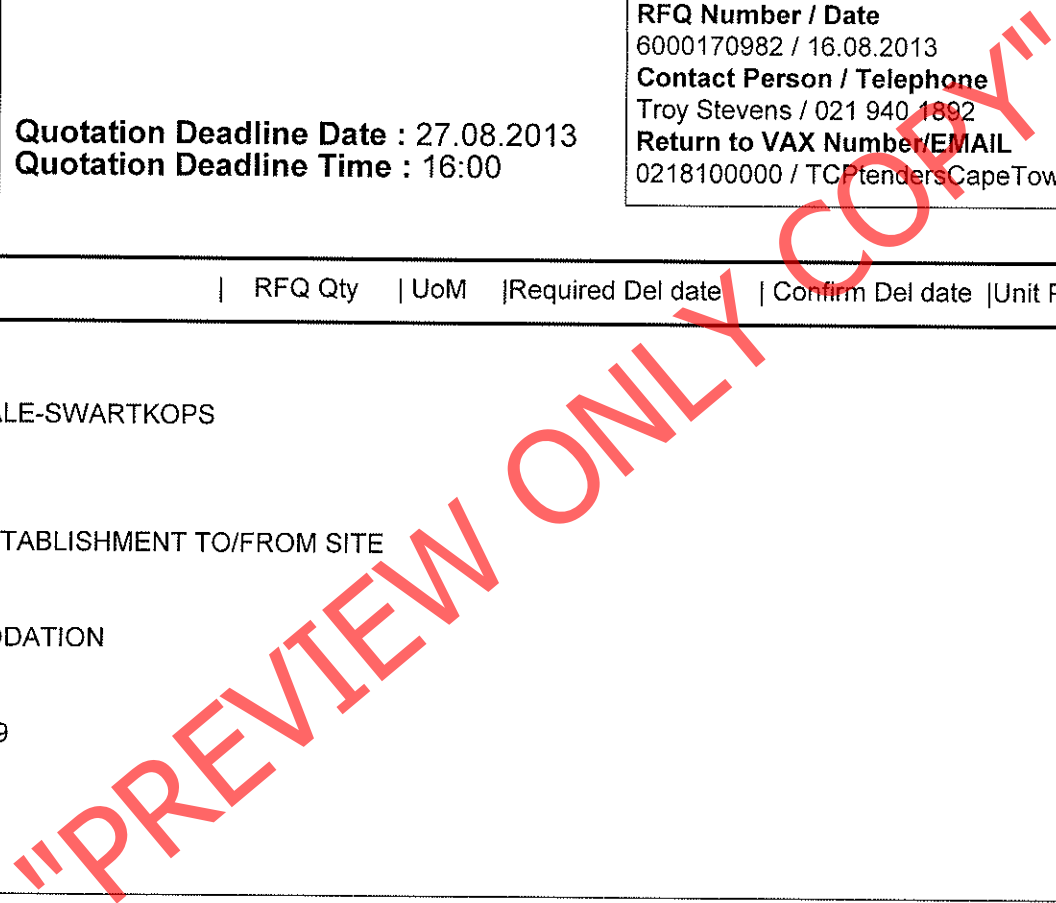 RFQ Number / Date
6000170982 / 16.08.2013
Contact Person / Telephone
Troy Stevens / 021 940 1892
Return to VAX Number/EMAIL
0218100000 / TCPtendersCapeTow
Quotation Deadline Date : 27.08.2013
Quotation Deadline Time : 16:00
| RFQ Qty | UoM |Required Del date | Confirm Del date |Unit
ALE-SWARTKOPS
TABLISHMENT TO/FROM SITE
ODATION
9
"PREVIEW ONLY COPY"